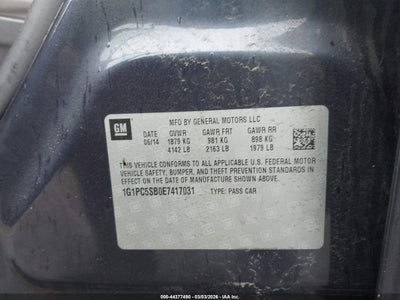 GM
MFD BY GENERAL MOTORS LLC
DATE GVWR GAWR FRT GAWR RR
06/14 1879 KG 981 KG 898 KG
4142 LB 2163 LB 1979 LB
THIS VEHICLE CONFORMS TO ALL APPLICABLE U.S. FEDERAL MOTOR
VEHICLE SAFETY, BUMPER, AND THEFT PREVENTION STANDARDS IN
EFFECT ON THE DATE OF MANUFACTURE SHOWN ABOVE.
1G1PC5SB0E7417031 TYPE: PASS CAR
000-44377490 - 03/03/2026 - 000